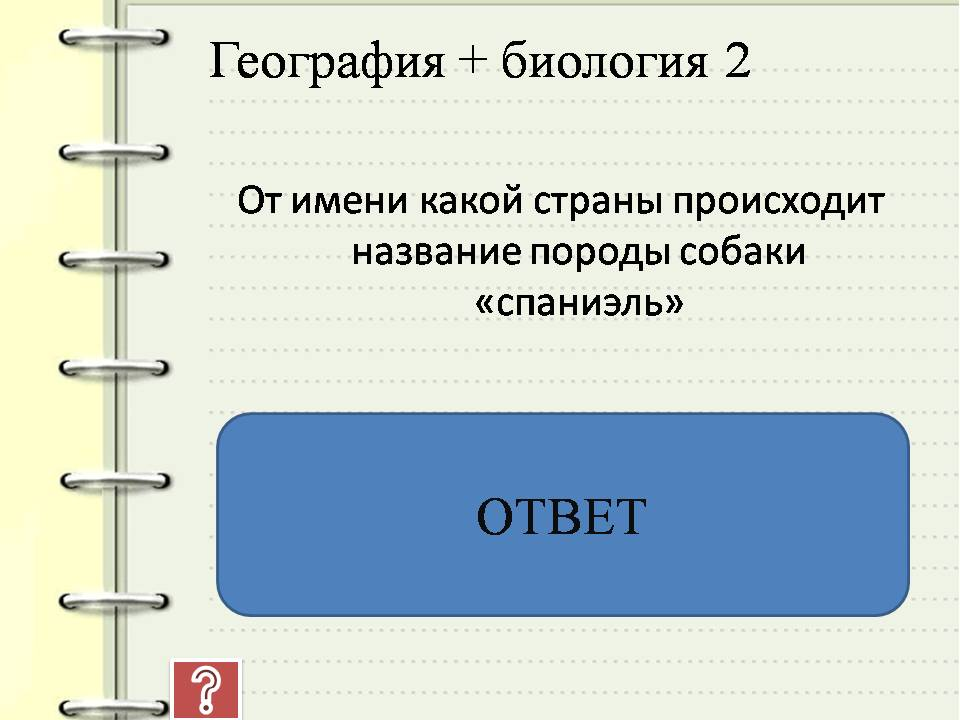 География + биология 2
От имени какой страны происходит
название породы собаки
«спаниэль»
ОТВЕТ
?